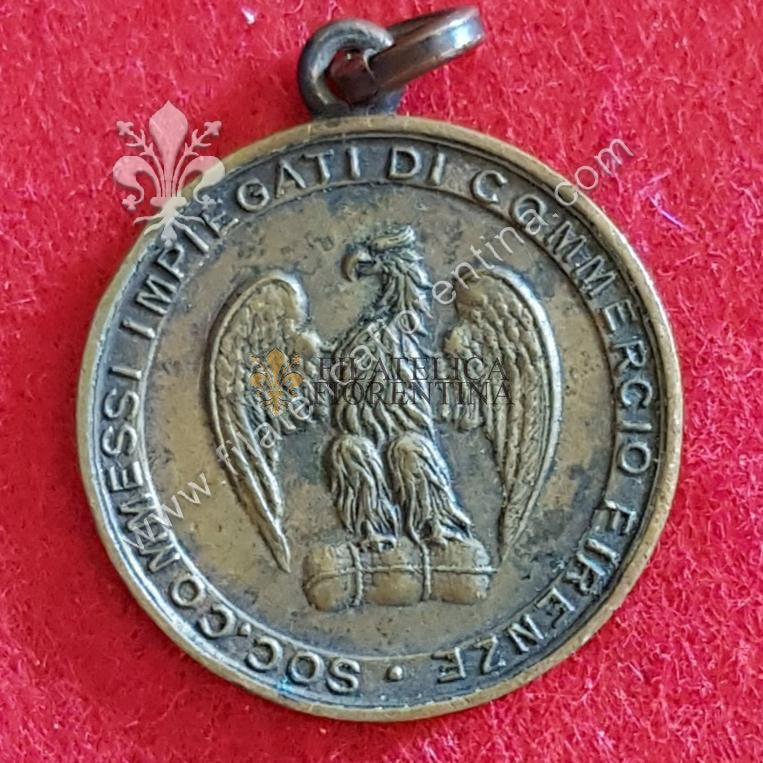 SOC. COMMESSI IMPIEGATI DI COMMERCIO FIRENZE •
FILATELICA
FIORENTINA
www.filatelicafiorentina.com